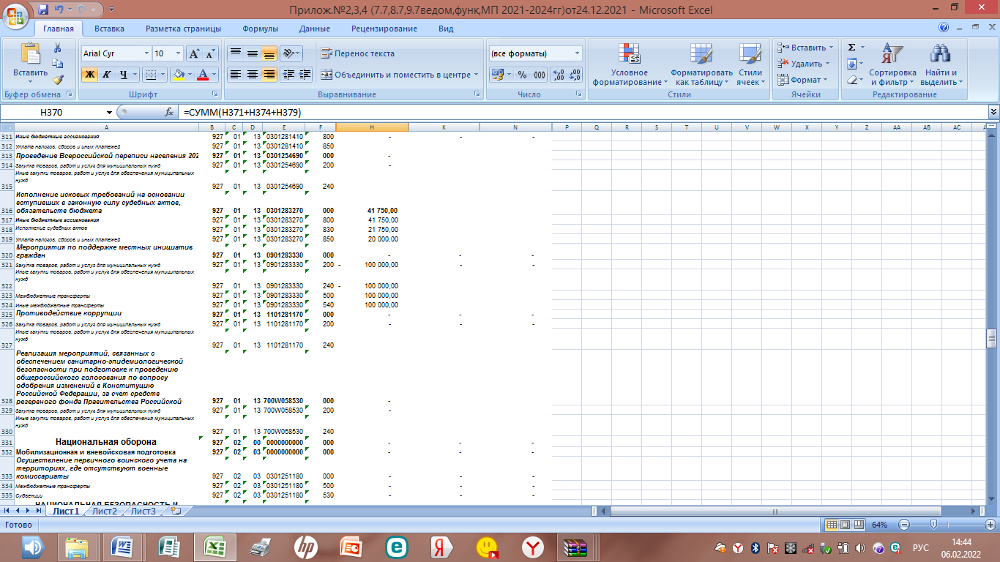 Прилож.№2,3,4 (7.7,8.7,9.7ведом,функ,МП 2021-2024гг)от24.12.2021 - Microsoft Excel
Главная Вставка Разметка страницы Формулы Данные Рецензирование Вид
Вставить
Буфер обмена
Arial Cyr 10
Ж К Ч
Шрифт
Перенос текста
Объединить и поместить в центре
Выравнивание
(все форматы)
% 000
Число
Условное форматирование
Форматировать как таблицу
Стили ячеек
Стили
Вставить
Удалить
Формат
Ячейки
Сортировка и фильтр
Найти и выделить
Редактирование
H370 fx =СУММ(H371+H374+H379)
A B C D E F H K N P Q R S T U V W X Y Z AA AB AC
311 Иные бюджетные ассигнования 927 01 13 0301281410 800 - - -
312 Уплата налогов, сборов и иных платежей 927 01 13 0301281410 850
313 Проведение Всероссийской переписи населения 202 927 01 13 0301254690 000 -
314 Закупка товаров, работ и услуг для муниципальных нужд 927 01 13 0301254690 200 -
Иные закупки товаров, работ и услуг для обеспечения муниципальных
нужд
315 927 01 13 0301254690 240
Исполнение исковых требований на основании
вступивших в законную силу судебных актов,
316 обязательств бюджета 927 01 13 0301283270 000 41 750,00
317 Иные бюджетные ассигнования 927 01 13 0301283270 800 41 750,00
318 Исполнение судебных актов 927 01 13 0301283270 830 21 750,00
319 Уплата налогов, сборов и иных платежей 927 01 13 0301283270 850 20 000,00
Мероприятия по поддержке местных инициатив
320 граждан 927 01 13 0901283330 000 - - -
321 Закупка товаров, работ и услуг для муниципальных нужд 927 01 13 0901283330 200 - 100 000,00 - -
Иные закупки товаров, работ и услуг для обеспечения муниципальных
нужд
322 927 01 13 0901283330 240 - 100 000,00
323 Межбюджетные трансферты 927 01 13 0901283330 500 100 000,00
324 Иные межбюджетные трансферты 927 01 13 0901283330 540 100 000,00
325 Противодействие коррупции 927 01 13 1101281170 000 - - -
326 Закупка товаров, работ и услуг для муниципальных нужд 927 01 13 1101281170 200 - - -
Иные закупки товаров, работ и услуг для обеспечения муниципальных
нужд
327 927 01 13 1101281170 240
Реализация мероприятий, связанных с
обеспечением санитарно-эпидемиологической
безопасности при подготовке к проведению
общероссийского голосования по вопросу
одобрения изменений в Конституцию
Российской Федерации, за счет средств
328 резервного фонда Правительства Российской 927 01 13 700W058530 000 -
329 Закупка товаров, работ и услуг для муниципальных нужд 927 01 13 700W058530 200 -
Иные закупки товаров, работ и услуг для обеспечения муниципальных
нужд
330 927 01 13 700W058530 240
331 Национальная оборона 927 02 00 0000000000 000 - - -
332 Мобилизационная и вневойсковая подготовка 927 02 03 0000000000 000 - - -
Осуществление первичного воинского учета на
территориях, где отсутствуют военные
333 комиссариаты 927 02 03 0301251180 000 - - -
334 Межбюджетные трансферты 927 02 03 0301251180 500 - - -
335 Субвенции 927 02 03 0301251180 530 - - -
НАЦИОНАЛЬНАЯ БЕЗОПАСНОСТЬ И
Лист1 Лист2 Лист3
Готово 64%
РУС 14:44
06.02.2022